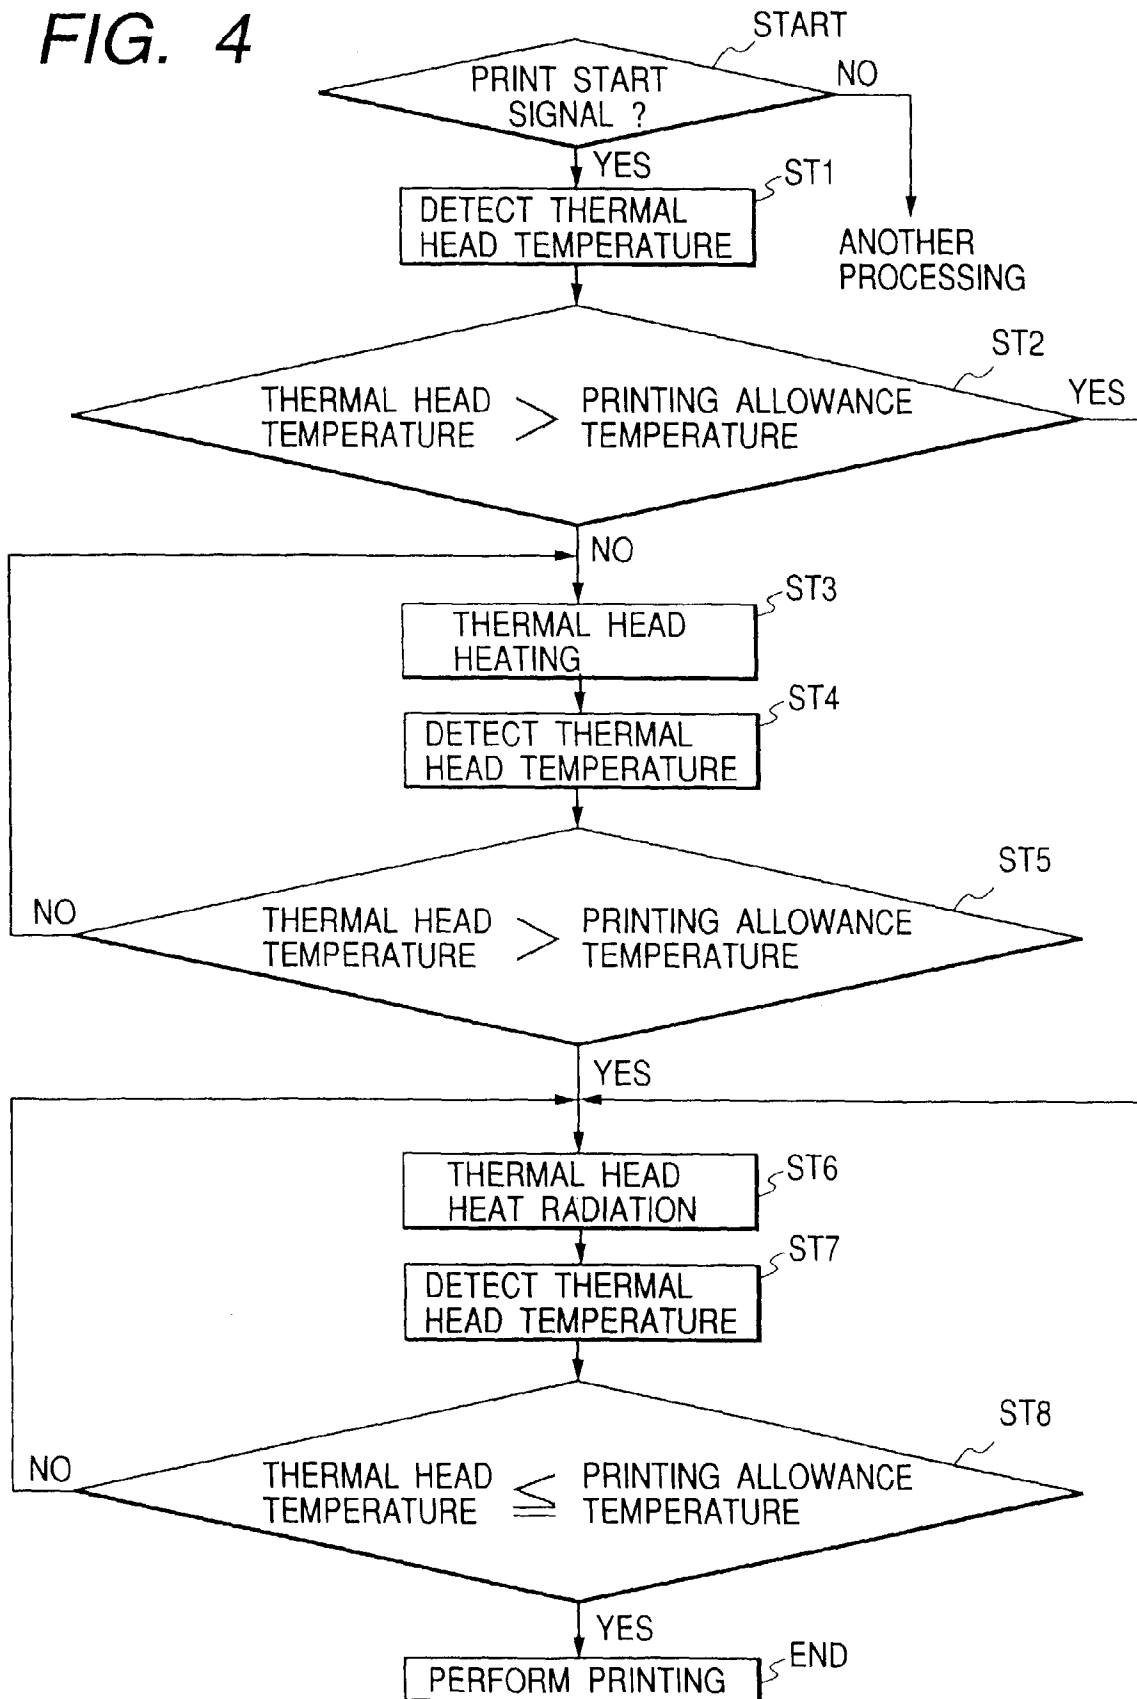 FIG. 4
START
PRINT START
SIGNAL ?
NO
YES
ST1
DETECT THERMAL
HEAD TEMPERATURE
ANOTHER
PROCESSING
ST2
THERMAL HEAD
TEMPERATURE
>
PRINTING ALLOWANCE
TEMPERATURE
YES
NO
ST3
THERMAL HEAD
HEATING
ST4
DETECT THERMAL
HEAD TEMPERATURE
ST5
NO
THERMAL HEAD
TEMPERATURE
>
PRINTING ALLOWANCE
TEMPERATURE
YES
ST6
THERMAL HEAD
HEAT RADIATION
ST7
DETECT THERMAL
HEAD TEMPERATURE
ST8
NO
THERMAL HEAD
TEMPERATURE
≦
PRINTING ALLOWANCE
TEMPERATURE
YES
END
PERFORM PRINTING